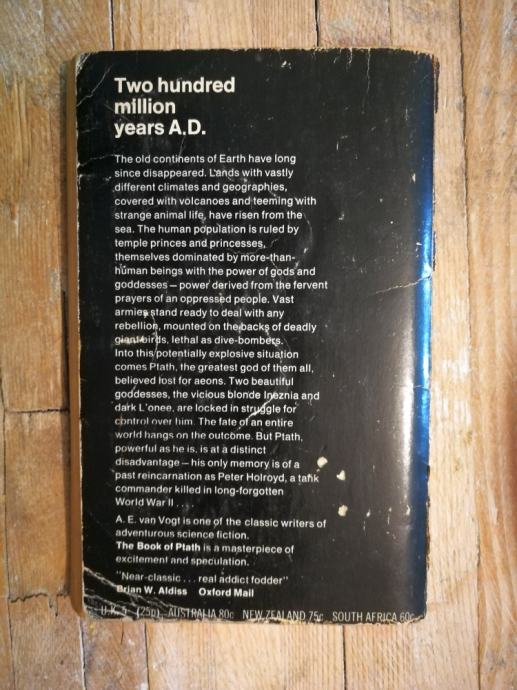 Two hundred
million
years A.D.
The old continents of Earth have long
since disappeared. Lands with vastly
different climates and geographies,
covered with volcanoes and teeming with
strange animal life, have risen from the
sea. The human population is ruled by
temple princes and princesses,
themselves dominated by more-than-
human beings with the power of gods and
goddesses – power derived from the fervent
prayers of an oppressed people. Vast
armies stand ready to deal with any
rebellion, mounted on the backs of deadly
giant birds, lethal as dive-bombers.
Into this potentially explosive situation
comes Ptath, the greatest god of them all,
believed lost for aeons. Two beautiful
goddesses, the vicious blonde Ineznia and
dark L'onee, are locked in struggle for
control over him. The fate of an entire
world hangs on the outcome. But Ptath,
powerful as he is, is at a distinct
disadvantage – his only memory is of a
past reincarnation as Peter Holroyd, a tank
commander killed in long-forgotten
World War II . . .
A. E. van Vogt is one of the classic writers of
adventurous science fiction.
The Book of Ptath is a masterpiece of
excitement and speculation.
"Near-classic . . . real addict fodder"
Brian W. Aldiss Oxford Mail
U.K. 5 (25p) AUSTRALIA 80c NEW ZEALAND 75c SOUTH AFRICA 60c